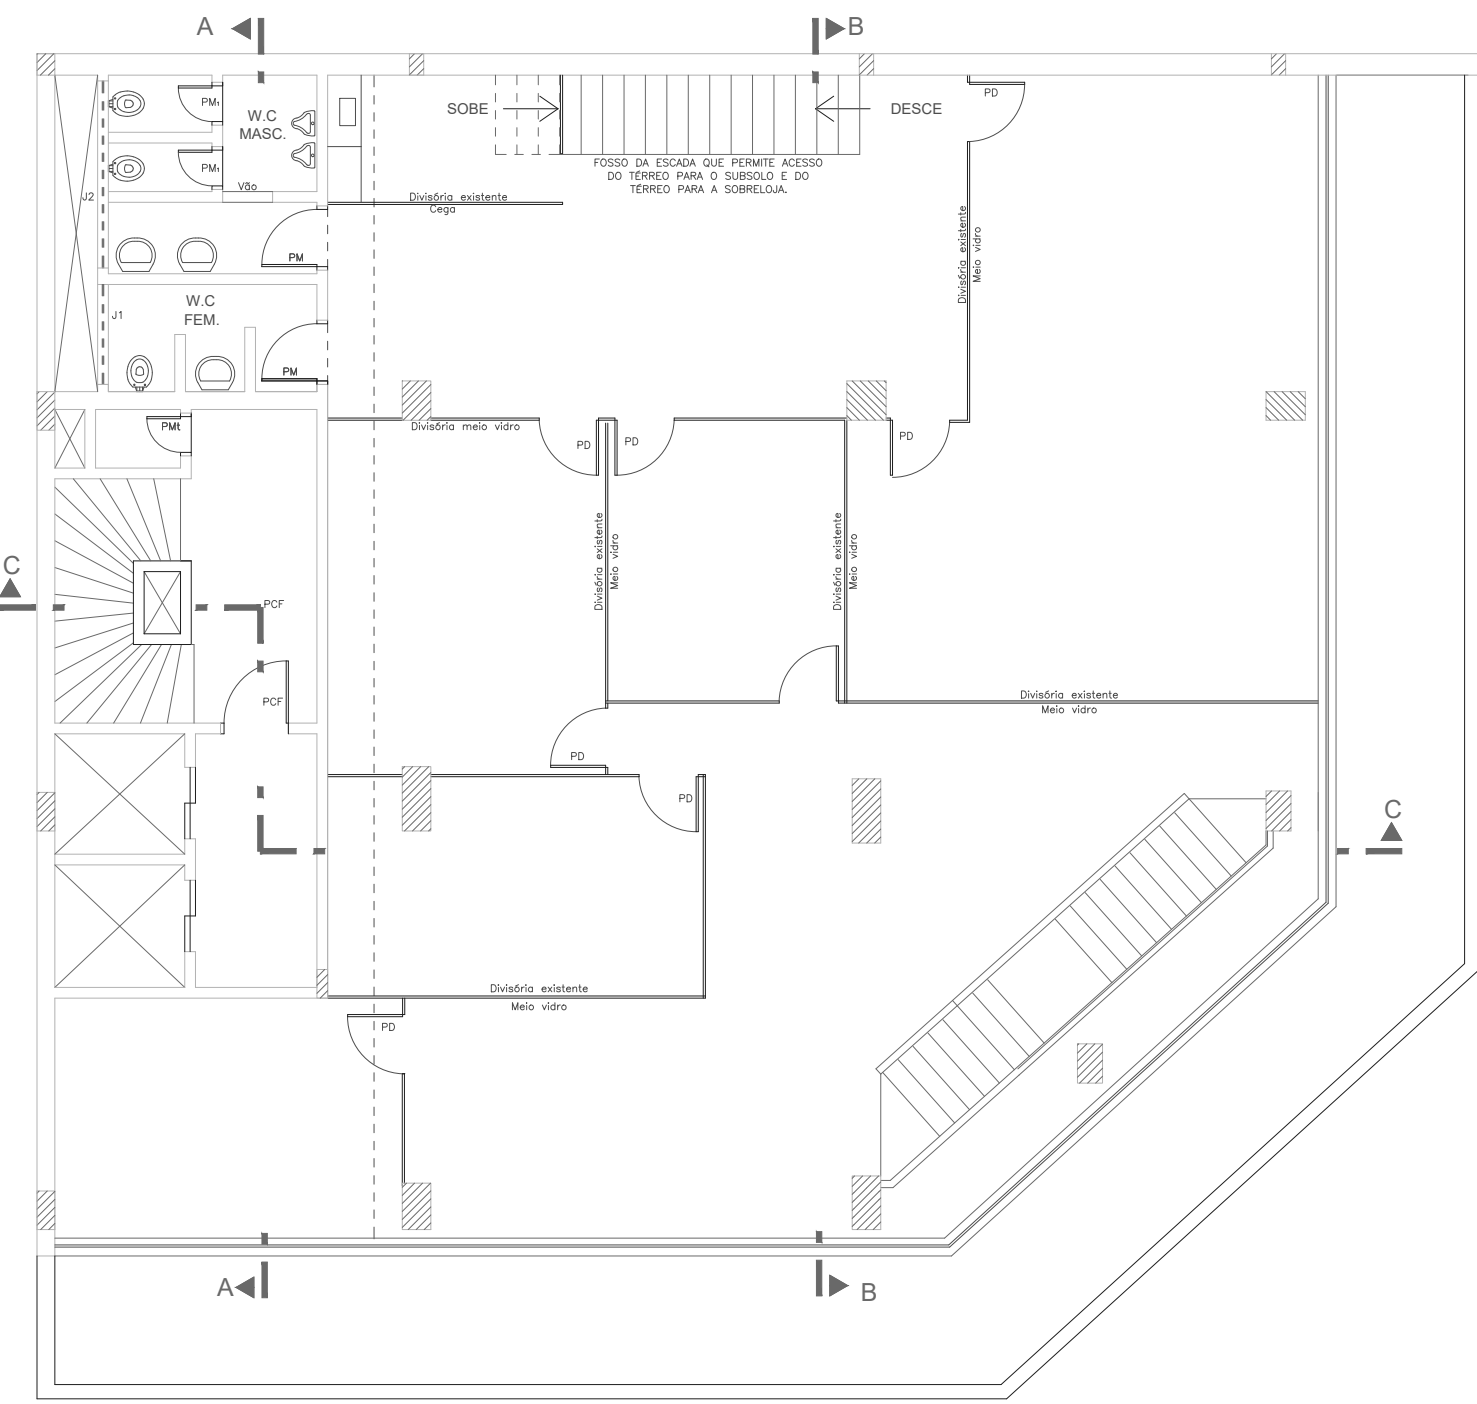 A
B
PM₁
W.C
MASC.
SOBE
DESCE
PD
FOSSO DA ESCADA QUE PERMITE ACESSO
DO TÉRREO PARA O SUBSOLO E DO
TÉRREO PARA A SOBRELOJA.
PM₁
Vão
J2
Divisória existente
Cega
Divisória existente
Meio vidro
PM
W.C
FEM.
J1
PM
PMt
Divisória meio vidro
PD
PD
PD
C
Divisória existente
Meio vidro
Divisória existente
Meio vidro
PCF
PCF
Divisória existente
Meio vidro
PD
PD
C
Divisória existente
Meio vidro
PD
A
B